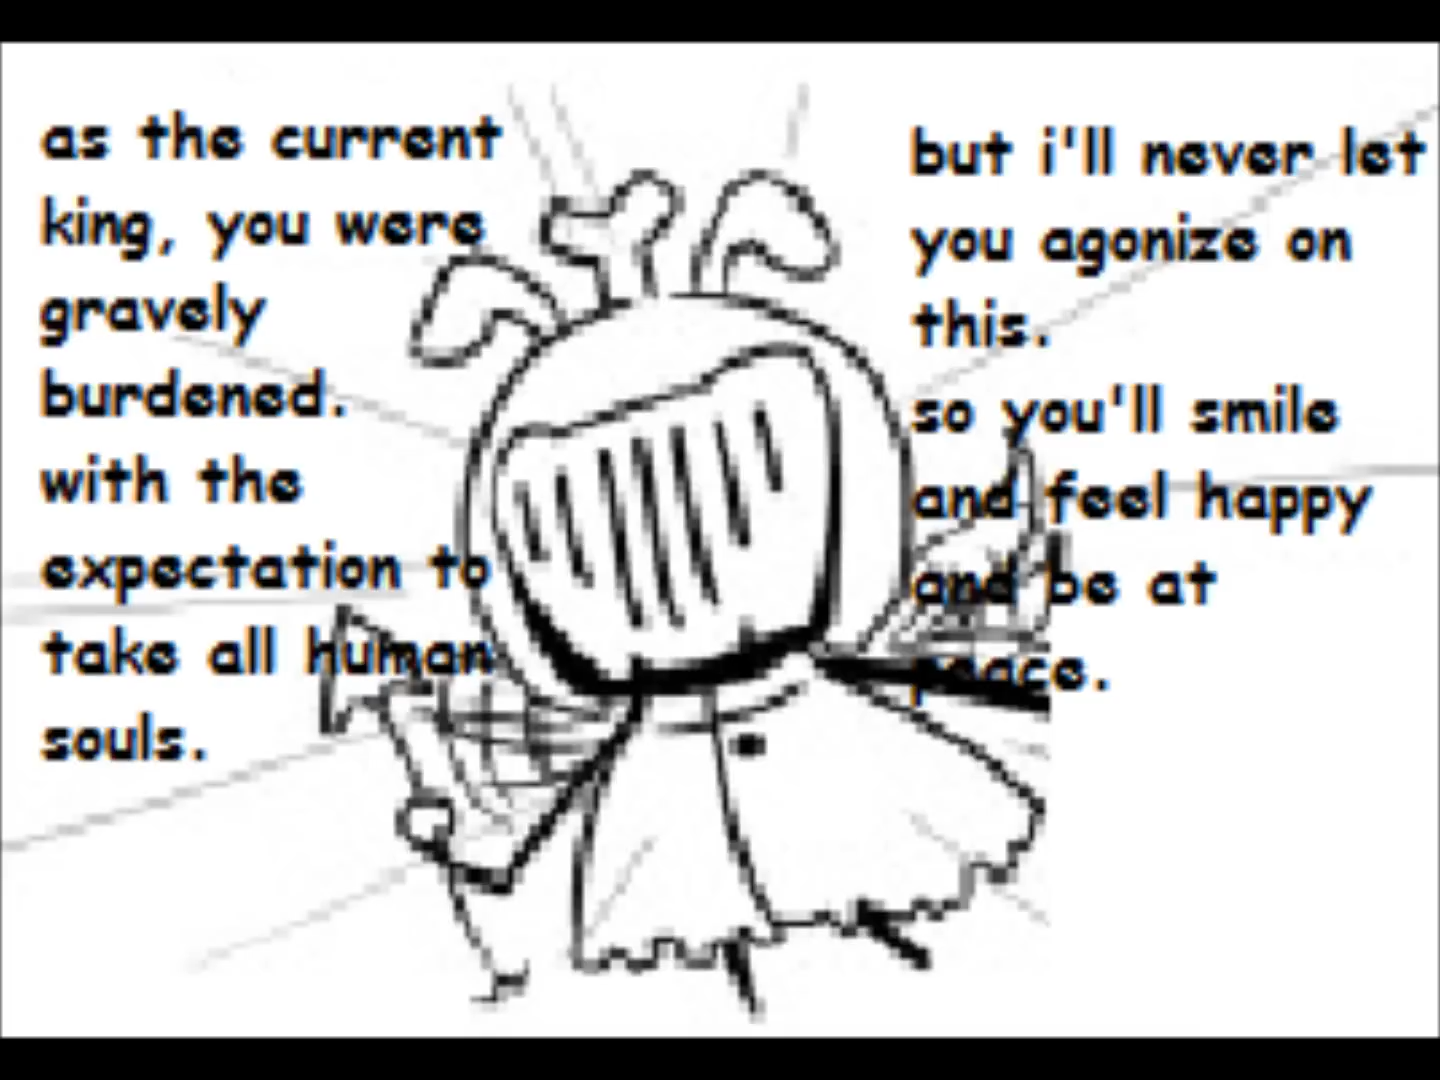 as the current
king, you were
gravely
burdened.
with the
expectation to
take all human
souls.
but i'll never let
you agonize on
this.
so you'll smile
and feel happy
and be at
peace.